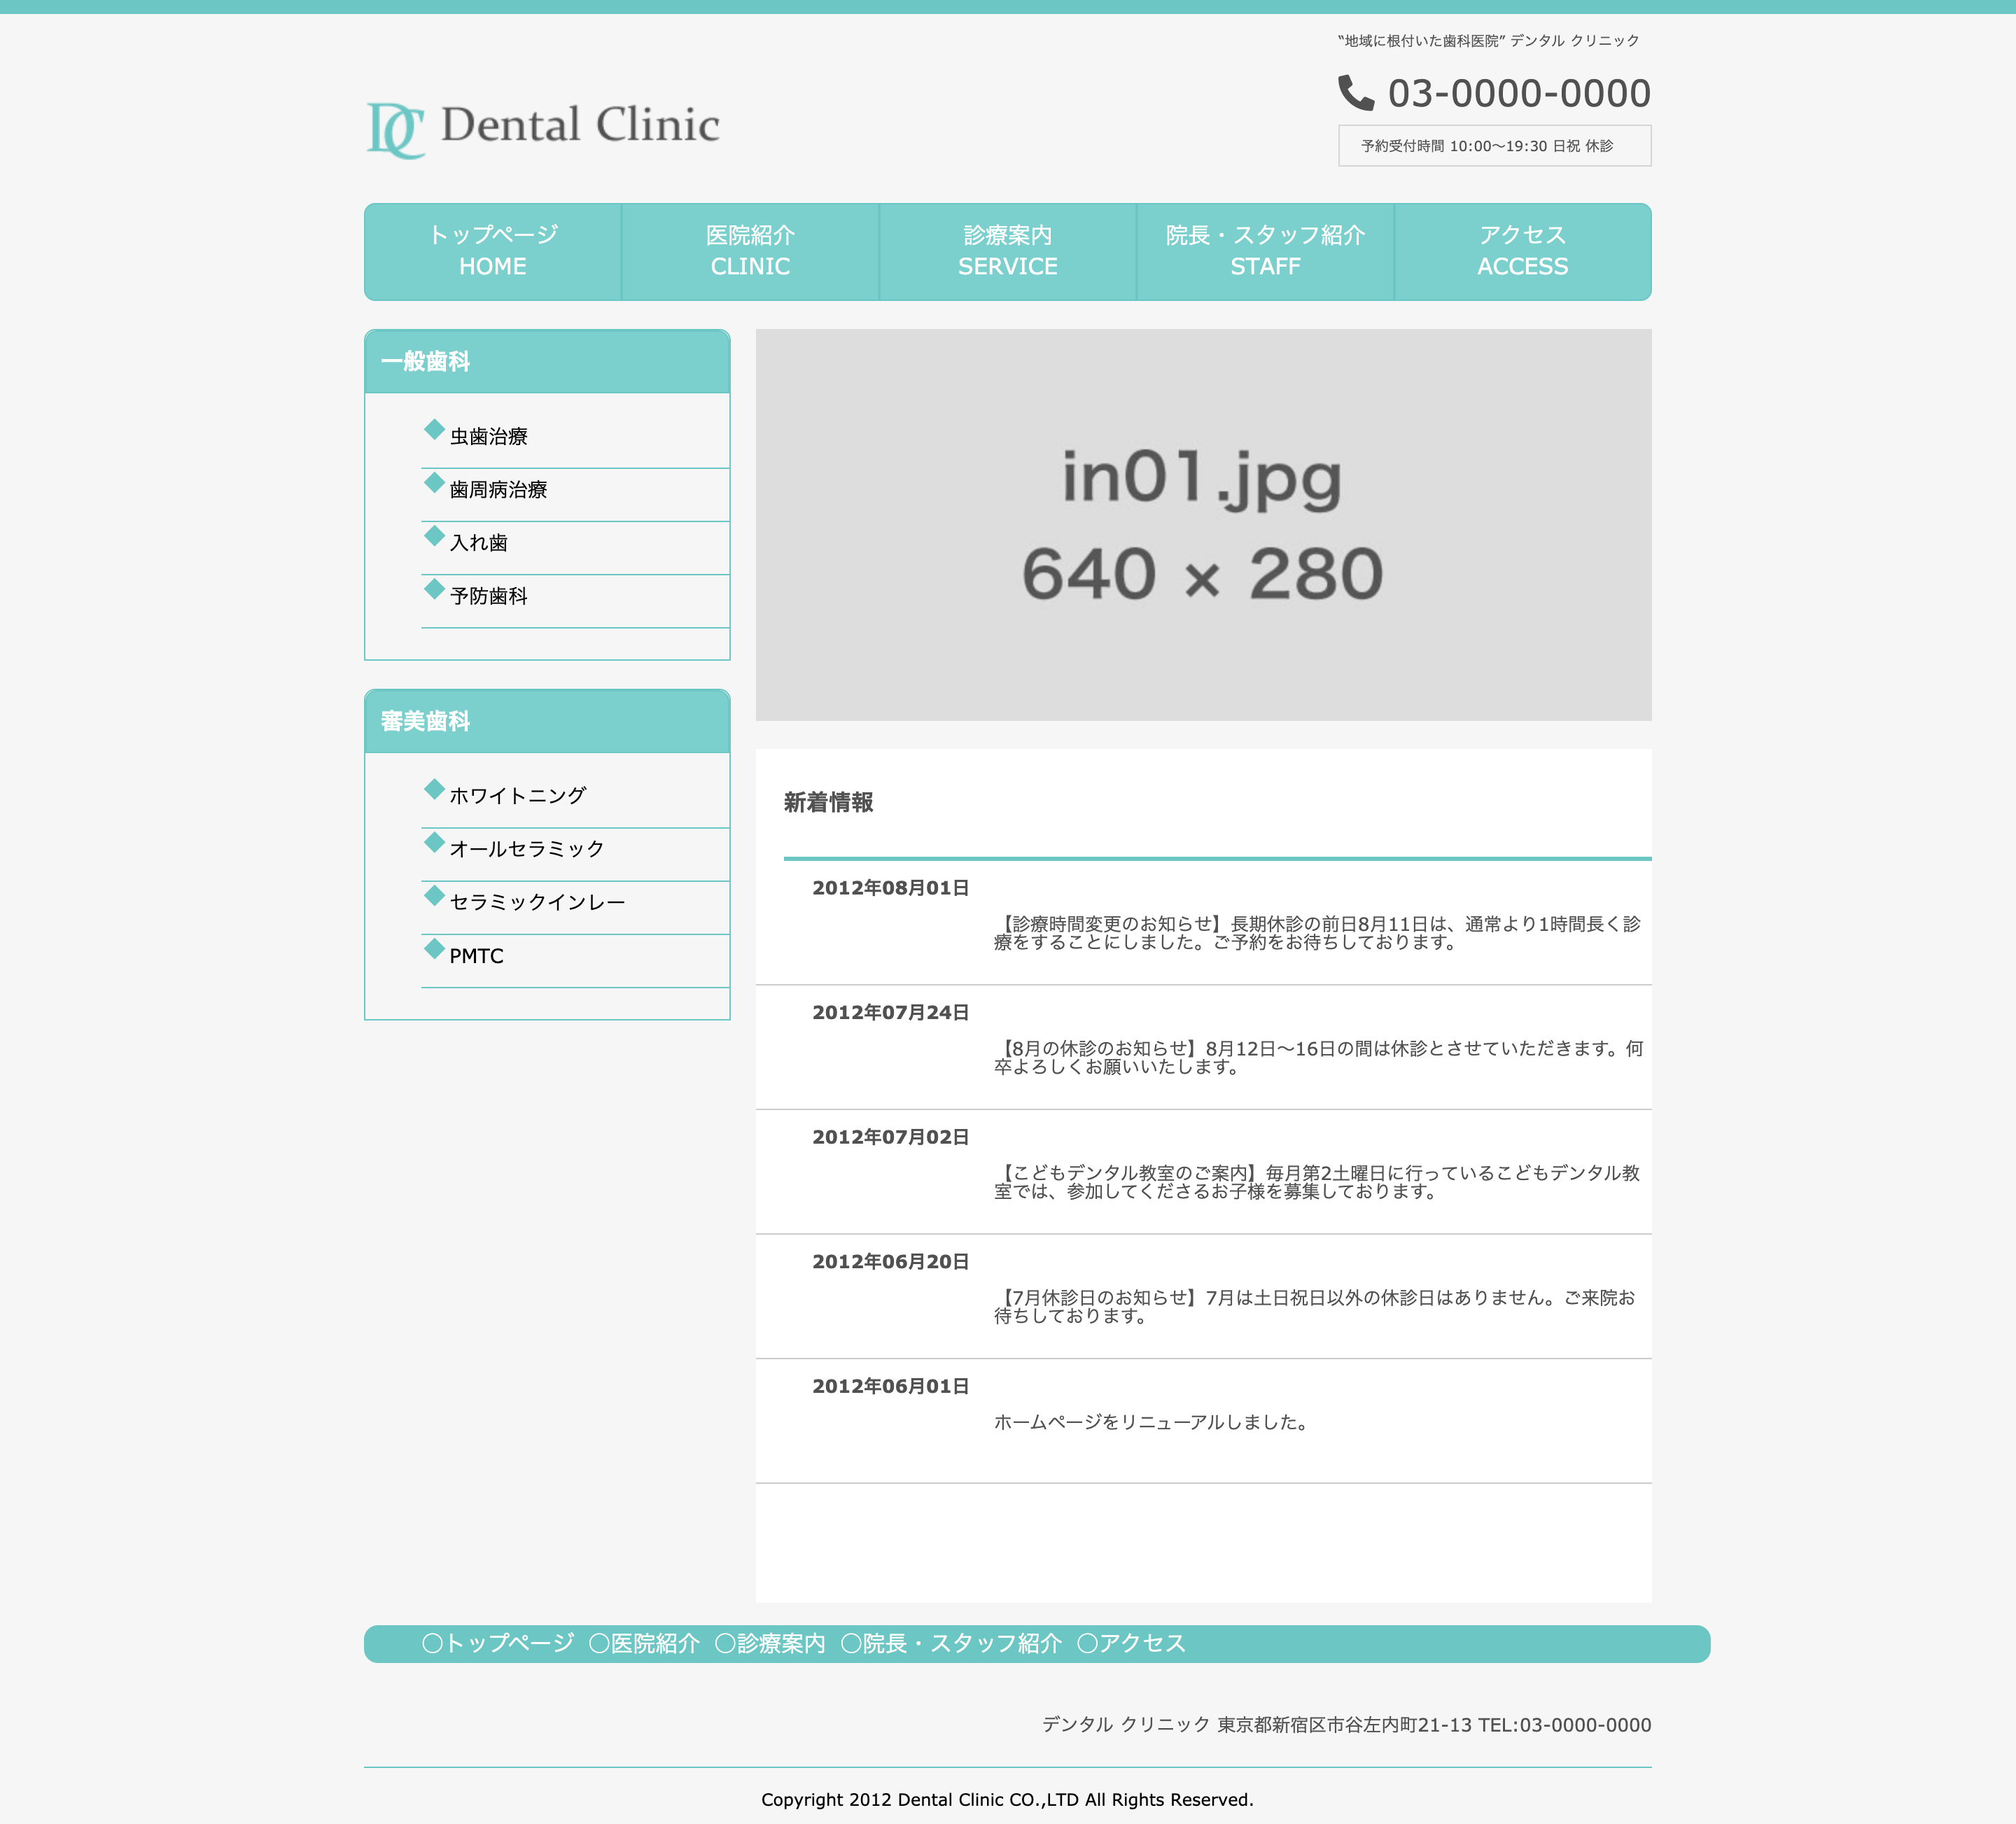 “地域に根付いた歯科医院” デンタル クリニック
DC Dental Clinic
03-0000-0000
予約受付時間 10:00〜19:30 日祝 休診
トップページ
HOME
医院紹介
CLINIC
診療案内
SERVICE
院長・スタッフ紹介
STAFF
アクセス
ACCESS
一般歯科
虫歯治療
歯周病治療
入れ歯
予防歯科
審美歯科
ホワイトニング
オールセラミック
セラミックインレー
PMTC
in01.jpg
640 × 280
新着情報
2012年08月01日
【診療時間変更のお知らせ】長期休診の前日8月11日は、通常より1時間長く診
療をすることにしました。ご予約をお待ちしております。
2012年07月24日
【8月の休診のお知らせ】8月12日〜16日の間は休診とさせていただきます。何
卒よろしくお願いいたします。
2012年07月02日
【こどもデンタル教室のご案内】毎月第2土曜日に行っているこどもデンタル教
室では、参加してくださるお子様を募集しております。
2012年06月20日
【7月休診日のお知らせ】7月は土日祝日以外の休診日はありません。ご来院お
待ちしております。
2012年06月01日
ホームページをリニューアルしました。
〇トップページ 〇医院紹介 〇診療案内 〇院長・スタッフ紹介 〇アクセス
デンタル クリニック 東京都新宿区市谷左内町21-13 TEL:03-0000-0000
Copyright 2012 Dental Clinic CO.,LTD All Rights Reserved.